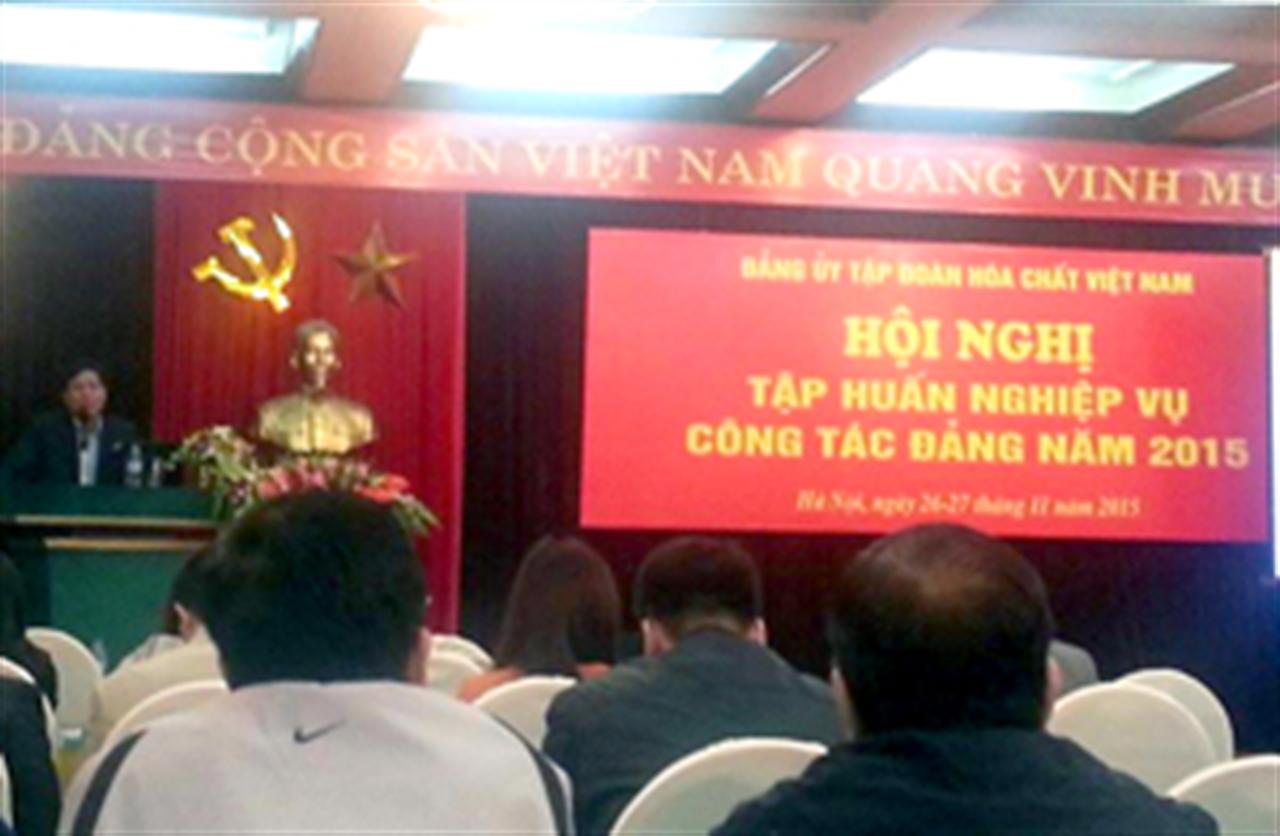 ĐẢNG CỘNG SẢN VIỆT NAM QUANG VINH MU
ĐẢNG ỦY TẬP ĐOÀN HÓA CHẤT VIỆT NAM
HỘI NGHỊ
TẬP HUẤN NGHIỆP VỤ
CÔNG TÁC ĐẢNG NĂM 2015
Hà Nội, ngày 26-27 tháng 11 năm 2015